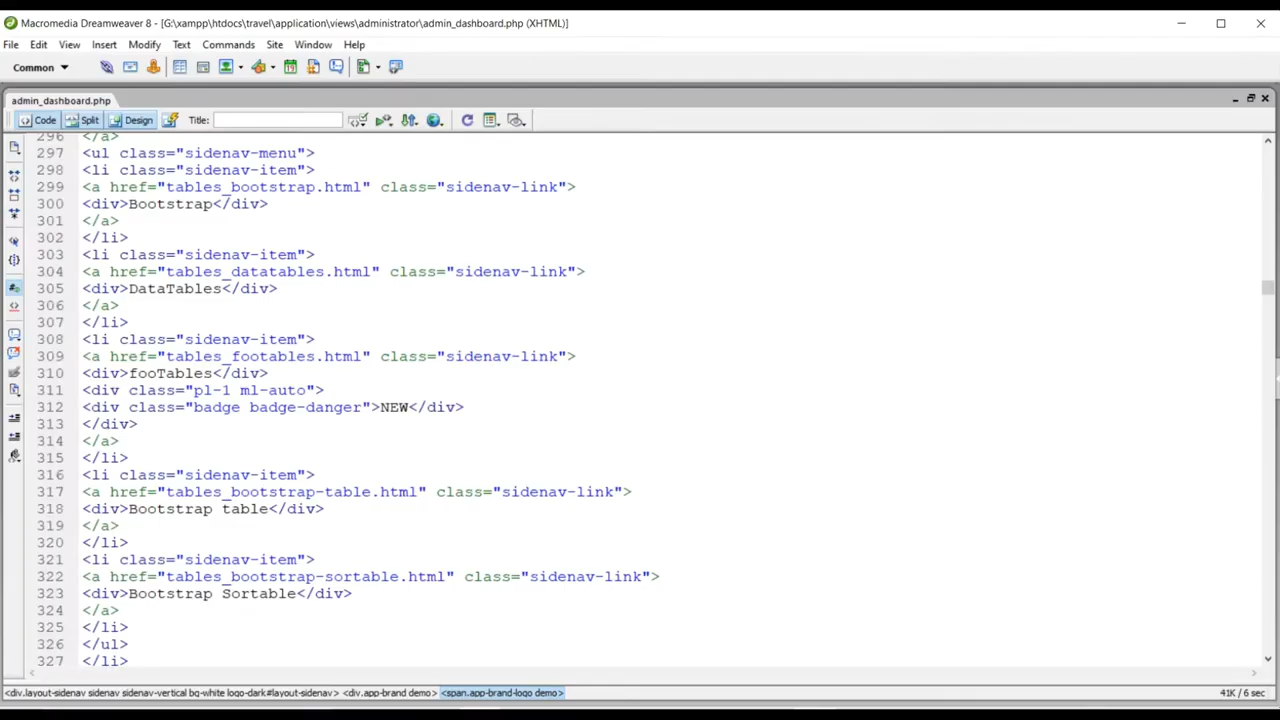 Macromedia Dreamweaver 8 - [G:\xampp\htdocs\travel\application\views\administrator\admin_dashboard.php (XHTML)]
File Edit View Insert Modify Text Commands Site Window Help
Common
admin_dashboard.php
Code Split Design Title:
296 </a>
297 <ul class="sidenav-menu">
298 <li class="sidenav-item">
299 <a href="tables_bootstrap.html" class="sidenav-link">
300 <div>Bootstrap</div>
301 </a>
302 </li>
303 <li class="sidenav-item">
304 <a href="tables_datatables.html" class="sidenav-link">
305 <div>DataTables</div>
306 </a>
307 </li>
308 <li class="sidenav-item">
309 <a href="tables_footables.html" class="sidenav-link">
310 <div>fooTables</div>
311 <div class="pl-1 ml-auto">
312 <div class="badge badge-danger">NEW</div>
313 </div>
314 </a>
315 </li>
316 <li class="sidenav-item">
317 <a href="tables_bootstrap-table.html" class="sidenav-link">
318 <div>Bootstrap table</div>
319 </a>
320 </li>
321 <li class="sidenav-item">
322 <a href="tables_bootstrap-sortable.html" class="sidenav-link">
323 <div>Bootstrap Sortable</div>
324 </a>
325 </li>
326 </ul>
327 </li>
<div.layout-sidenav sidenav sidenav-vertical bg-white logo-dark#layout-sidenav> <div.app-brand demo> <span.app-brand-logo demo> 41K / 6 sec